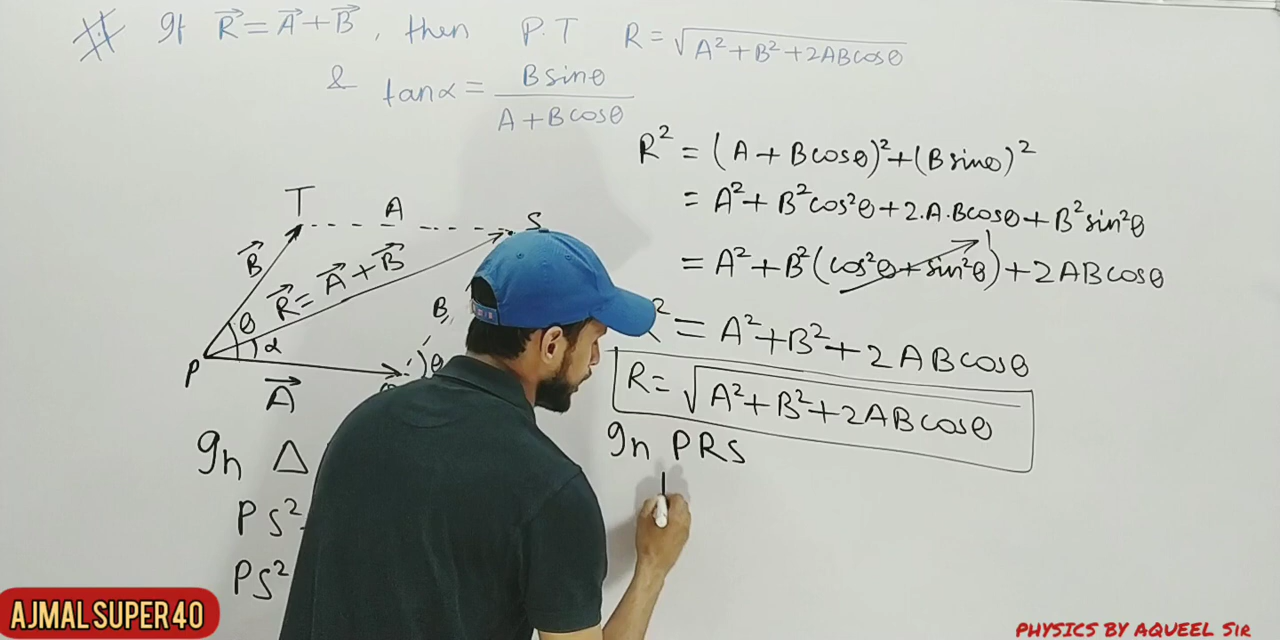 If R⃗ = A⃗ + B⃗, then P.T R = √A² + B² + 2ABcosθ
& tanα = Bsinθ / A + Bcosθ
R² = (A + Bcosθ)² + (Bsinθ)²
= A² + B²cos²θ + 2.A.Bcosθ + B²sin²θ
= A² + B²(cos²θ + sin²θ) + 2ABcosθ
1
² = A² + B² + 2ABcosθ
R = √A² + B² + 2ABcosθ
In PRS
T A S
B⃗
R⃗ = A⃗ + B⃗
B
θ
α
θ
P
A⃗
In Δ
PS²
PS²
AJMAL SUPER 40
PHYSICS BY AQUEEL SIR